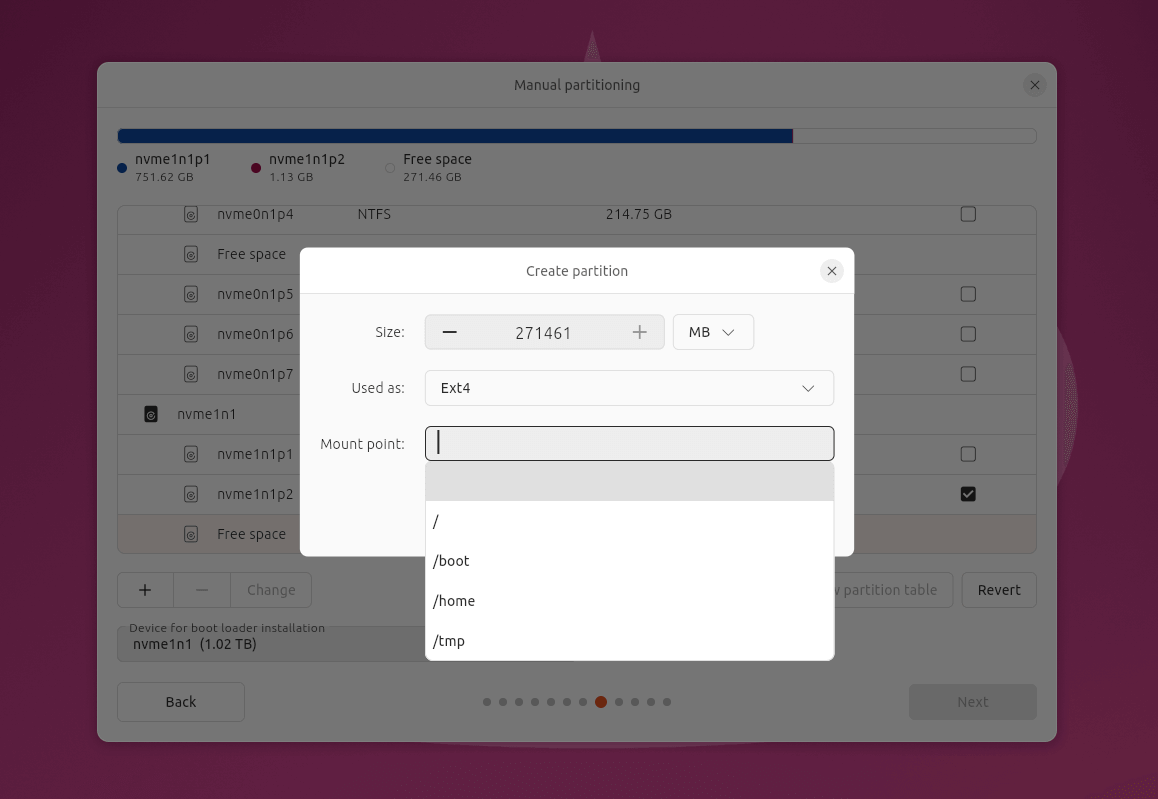 Manual partitioning
nvme1n1p1 nvme1n1p2 Free space
751.62 GB 1.13 GB 271.46 GB
nvme0n1p4 NTFS 214.75 GB
Free space
Create partition
nvme0n1p5
Size: 271461 MB
nvme0n1p6
nvme0n1p7
Used as: Ext4
nvme1n1
Mount point:
nvme1n1p1
nvme1n1p2
/
Free space
/boot
/home
/tmp
Change
partition table
Revert
Device for boot loader installation
nvme1n1 (1.02 TB)
Back
Next